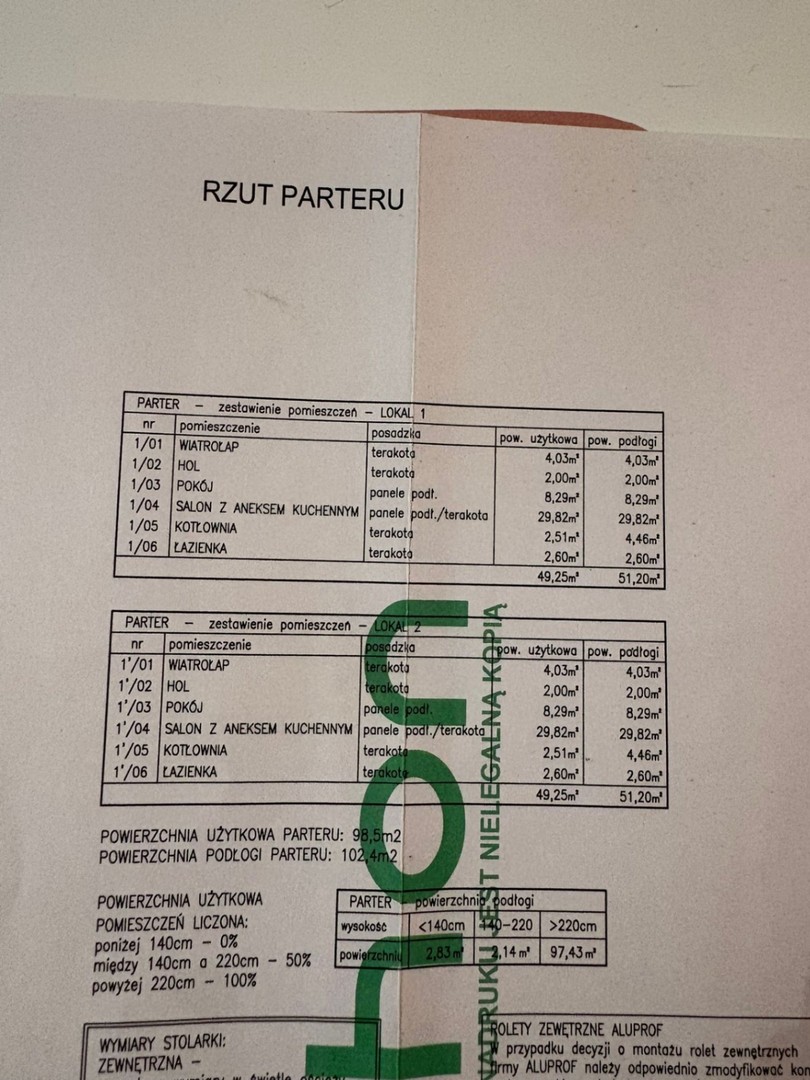 RZUT PARTERU
PARTER – zestawienie pomieszczeń – LOKAL 1
nr pomieszczenie posadzka pow. użytkowa pow. podłogi
1/01 WIATROŁAP terakota 4,03m² 4,03m²
1/02 HOL terakota 2,00m² 2,00m²
1/03 POKÓJ panele podł. 8,29m² 8,29m²
1/04 SALON Z ANEKSEM KUCHENNYM panele podł./terakota 29,82m² 29,82m²
1/05 KOTŁOWNIA terakota 2,51m² 4,46m²
1/06 ŁAZIENKA terakota 2,60m² 2,60m²
49,25m² 51,20m²
PARTER – zestawienie pomieszczeń – LOKAL 2
nr pomieszczenie posadzka pow. użytkowa pow. podłogi
1'/01 WIATROŁAP terakota 4,03m² 4,03m²
1'/02 HOL terakota 2,00m² 2,00m²
1'/03 POKÓJ panele podł. 8,29m² 8,29m²
1'/04 SALON Z ANEKSEM KUCHENNYM panele podł./terakota 29,82m² 29,82m²
1'/05 KOTŁOWNIA terakota 2,51m² 4,46m²
1'/06 ŁAZIENKA terakota 2,60m² 2,60m²
49,25m² 51,20m²
POWIERZCHNIA UŻYTKOWA PARTERU: 98,5m2
POWIERZCHNIA PODŁOGI PARTERU: 102,4m2
POWIERZCHNIA UŻYTKOWA
POMIESZCZEŃ LICZONA:
poniżej 140cm – 0%
między 140cm a 220cm – 50%
powyżej 220cm – 100%
PARTER – powierzchnia podłogi
wysokość <140cm 140-220 >220cm
powierzchnia 2,83m² 2,14m² 97,43m²
JEST NIELEGALNĄ KOPIĄ
WYMIARY STOLARKI:
ZEWNĘTRZNA –
ROLETY ZEWĘTRZNE ALUPROF
W przypadku decyzji o montażu rolet zewnętrznych
firmy ALUPROF należy odpowiednio zmodyfikować